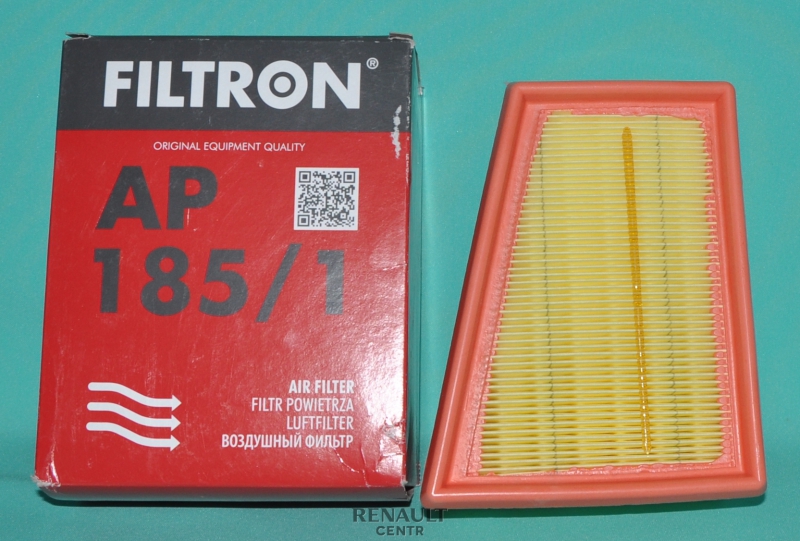 FILTRON®
ORIGINAL EQUIPMENT QUALITY
AP
185/1
AIR FILTER
FILTR POWIETRZA
LUFTFILTER
ВОЗДУШНЫЙ ФИЛЬТР
RENAULT
CENTR